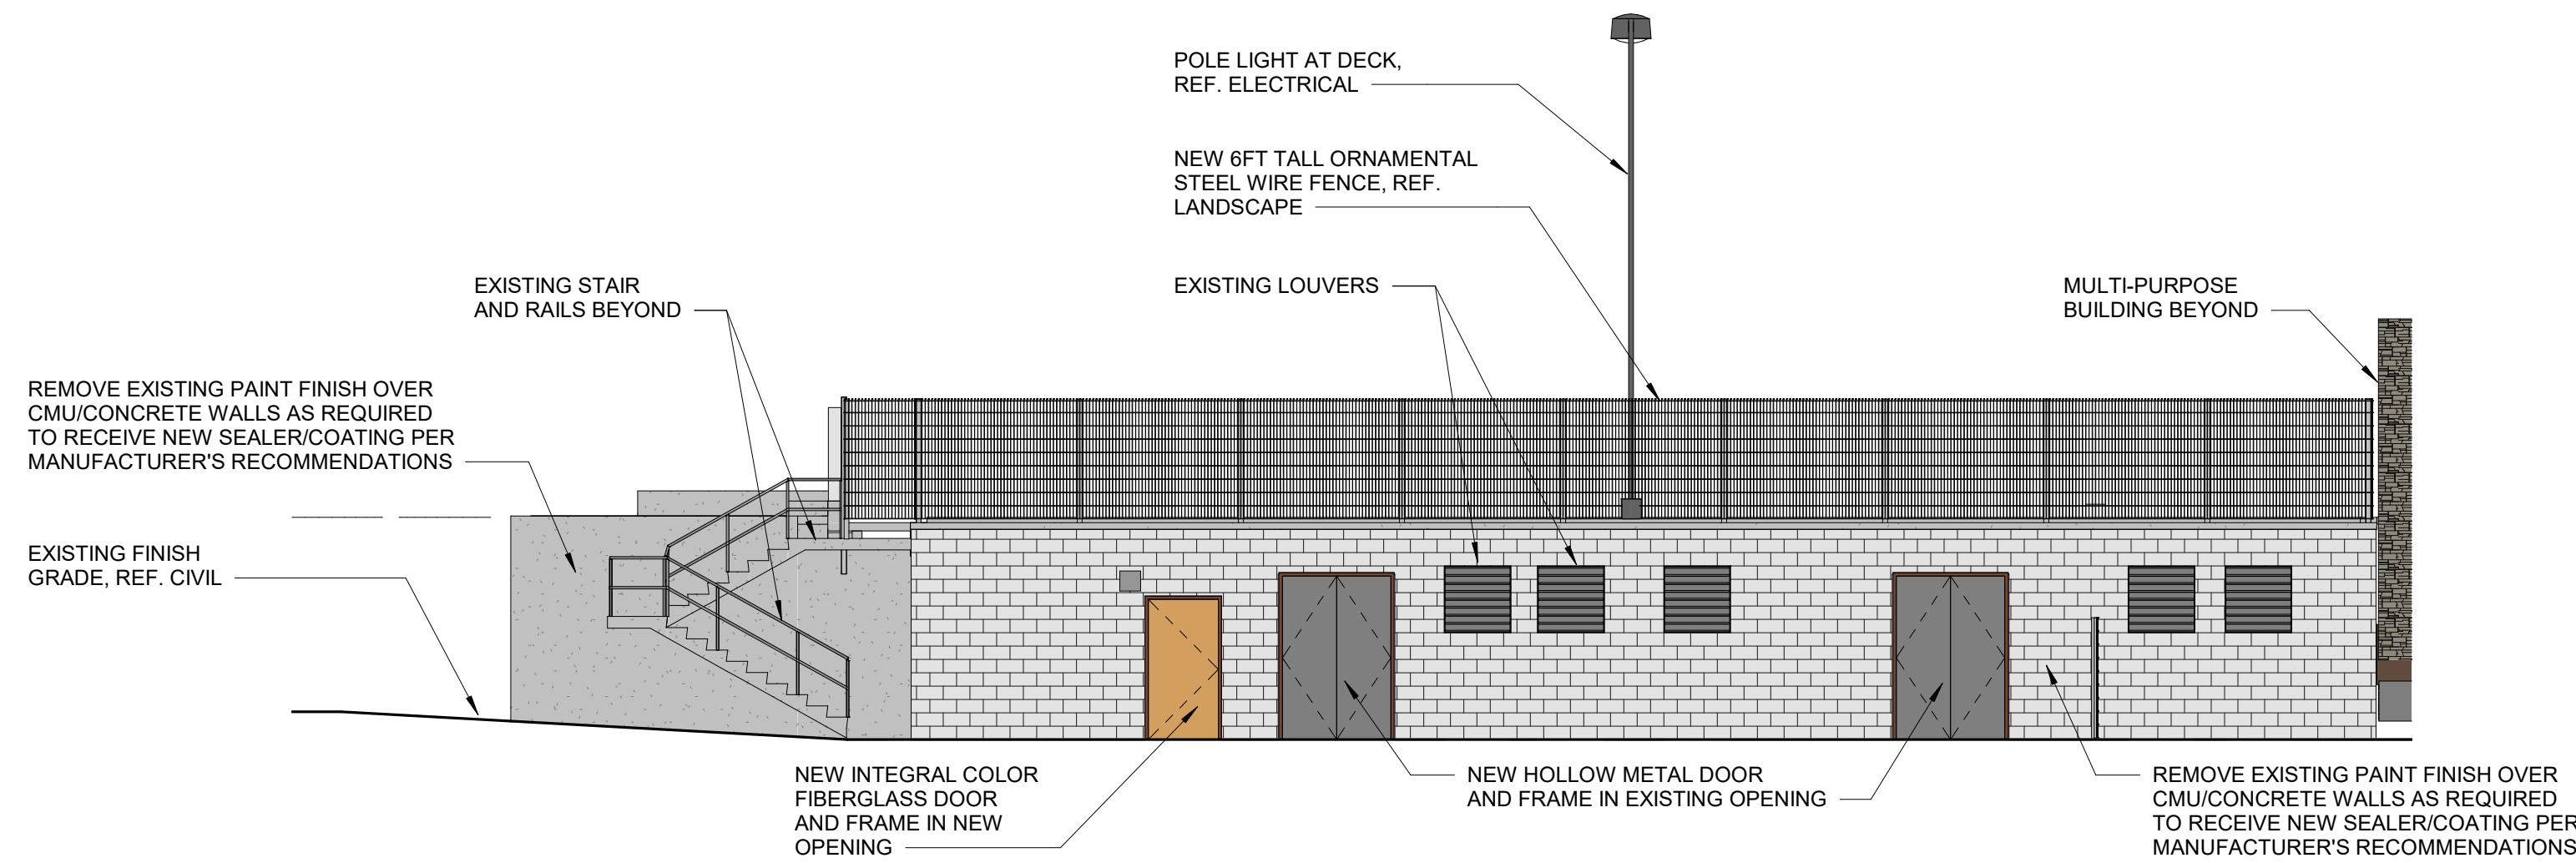 POLE LIGHT AT DECK,
REF. ELECTRICAL
NEW 6FT TALL ORNAMENTAL
STEEL WIRE FENCE, REF.
LANDSCAPE
EXISTING STAIR
AND RAILS BEYOND
EXISTING LOUVERS
MULTI-PURPOSE
BUILDING BEYOND
REMOVE EXISTING PAINT FINISH OVER
CMU/CONCRETE WALLS AS REQUIRED
TO RECEIVE NEW SEALER/COATING PER
MANUFACTURER'S RECOMMENDATIONS
EXISTING FINISH
GRADE, REF. CIVIL
NEW INTEGRAL COLOR
FIBERGLASS DOOR
AND FRAME IN NEW
OPENING
NEW HOLLOW METAL DOOR
AND FRAME IN EXISTING OPENING
REMOVE EXISTING PAINT FINISH OVER
CMU/CONCRETE WALLS AS REQUIRED
TO RECEIVE NEW SEALER/COATING PER
MANUFACTURER'S RECOMMENDATIONS